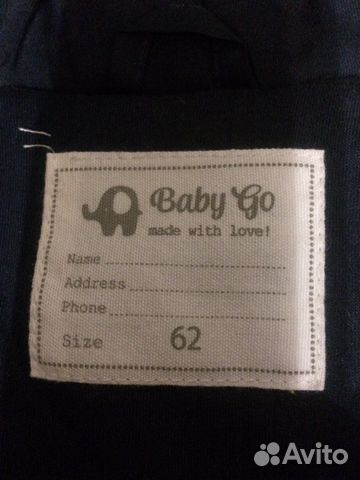 Baby Go
made with love!
Name
Address
Phone
Size 62
Avito